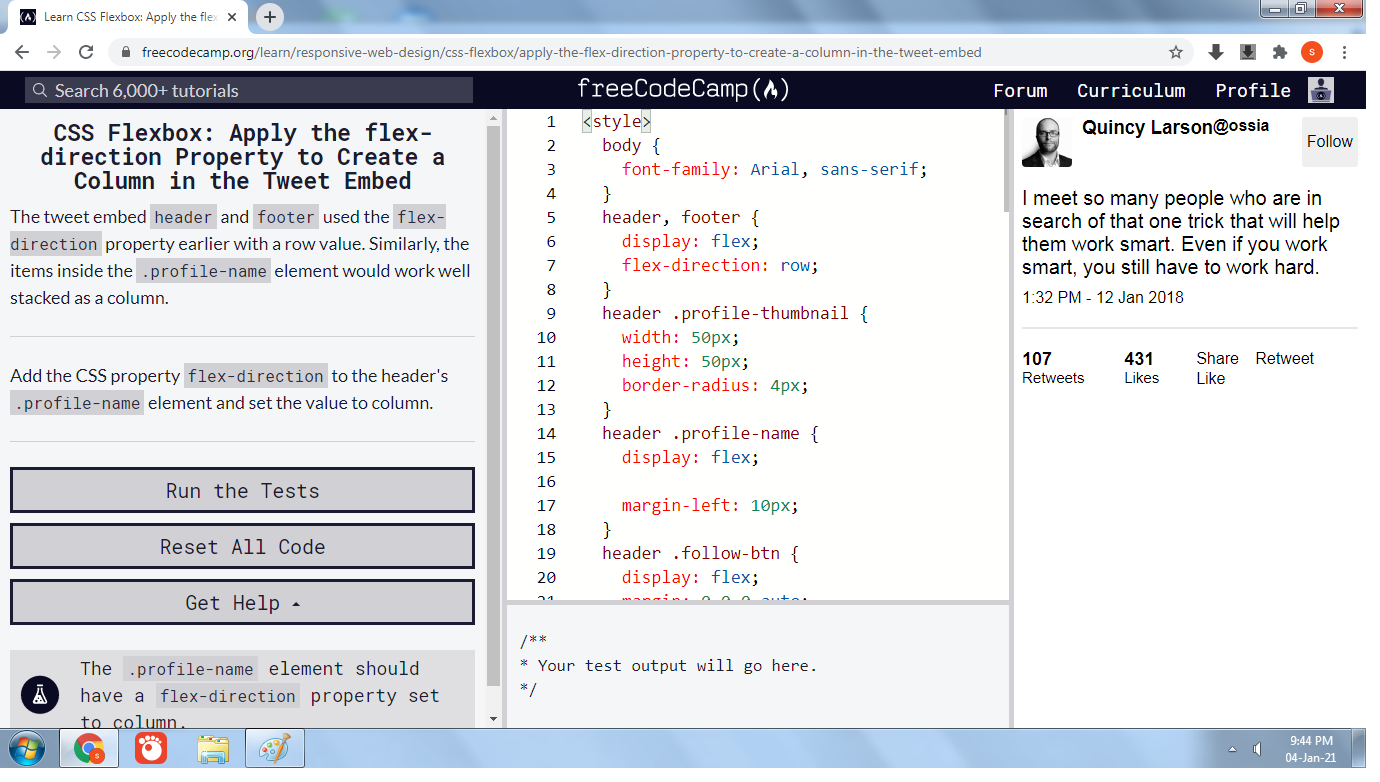 Learn CSS Flexbox: Apply the flex
freecodecamp.org/learn/responsive-web-design/css-flexbox/apply-the-flex-direction-property-to-create-a-column-in-the-tweet-embed
s
Search 6,000+ tutorials
freeCodeCamp
Forum Curriculum Profile
CSS Flexbox: Apply the flex-
direction Property to Create a
Column in the Tweet Embed
The tweet embed header and footer used the flex-
direction property earlier with a row value. Similarly, the
items inside the .profile-name element would work well
stacked as a column.
Add the CSS property flex-direction to the header's
.profile-name element and set the value to column.
Run the Tests
Reset All Code
Get Help
The .profile-name element should
have a flex-direction property set
to column.
1 <style>
2 body {
3 font-family: Arial, sans-serif;
4 }
5 header, footer {
6 display: flex;
7 flex-direction: row;
8 }
9 header .profile-thumbnail {
10 width: 50px;
11 height: 50px;
12 border-radius: 4px;
13 }
14 header .profile-name {
15 display: flex;
16
17 margin-left: 10px;
18 }
19 header .follow-btn {
20 display: flex;
21 margin: 0 0 0 auto;
/**
* Your test output will go here.
*/
Quincy Larson@ossia
Follow
I meet so many people who are in
search of that one trick that will help
them work smart. Even if you work
smart, you still have to work hard.
1:32 PM - 12 Jan 2018
107 431 Share Retweet
Retweets Likes Like
9:44 PM
04-Jan-21